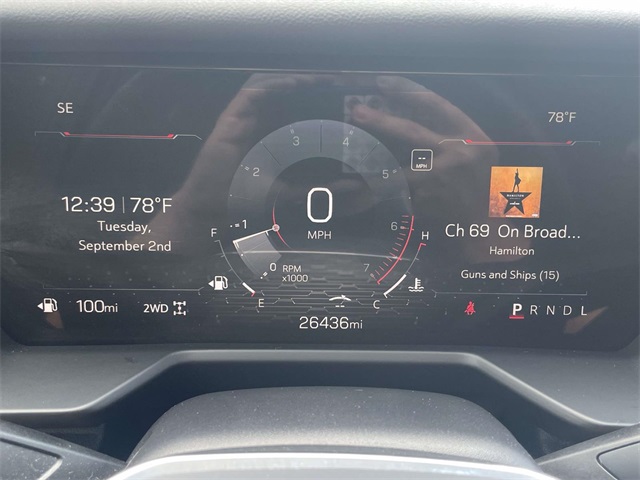 SE
78°F
12:39 | 78°F
Tuesday,
September 2nd
100mi 2WD
F
E
1
2
3
4
5
6
7
0
0
MPH
RPM
x1000
--
MPH
H
C
26436mi
Ch 69 On Broad...
Hamilton
Guns and Ships (15)
P R N D L